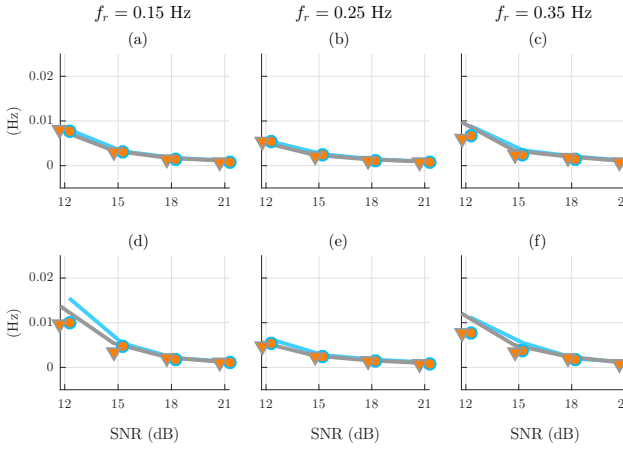 f_r = 0.15 Hz f_r = 0.25 Hz f_r = 0.35 Hz
(a) (b) (c)
0.02
0.01
0
(Hz)
12 15 18 21 12 15 18 21 12 15 18
(d) (e) (f)
0.02
0.01
0
(Hz)
12 15 18 21 12 15 18 21 12 15 18
SNR (dB) SNR (dB) SNR (dB)